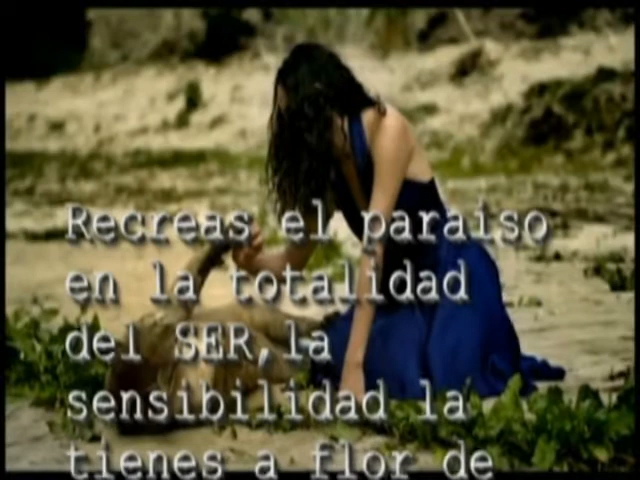 Recreas el paraiso
en la totalidad
del SER,la
sensibilidad la
tienes a flor de